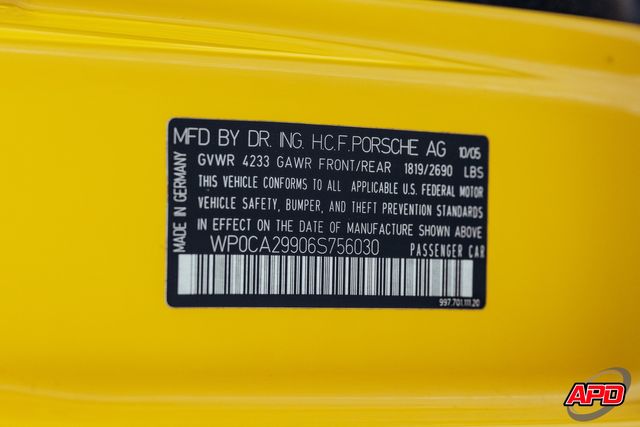 MFD BY DR. ING. H.C.F. PORSCHE AG 10/05
GVWR 4233 GAWR FRONT/REAR 1819/2690 LBS
THIS VEHICLE CONFORMS TO ALL APPLICABLE U.S. FEDERAL MOTOR
VEHICLE SAFETY, BUMPER, AND THEFT PREVENTION STANDARDS
IN EFFECT ON THE DATE OF MANUFACTURE SHOWN ABOVE
WP0CA29906S756030 PASSENGER CAR
997.701.111.20
MADE IN GERMANY
APD